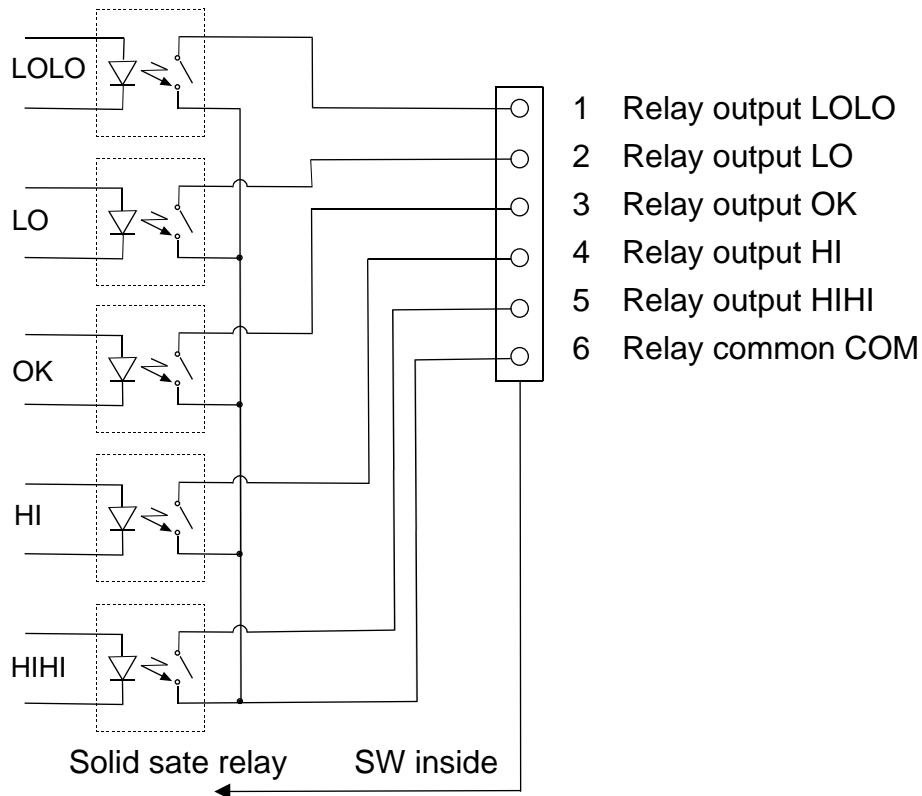 LOLO
LO
OK
HI
HIHI
1 Relay output LOLO
2 Relay output LO
3 Relay output OK
4 Relay output HI
5 Relay output HIHI
6 Relay common COM
Solid sate relay
SW inside